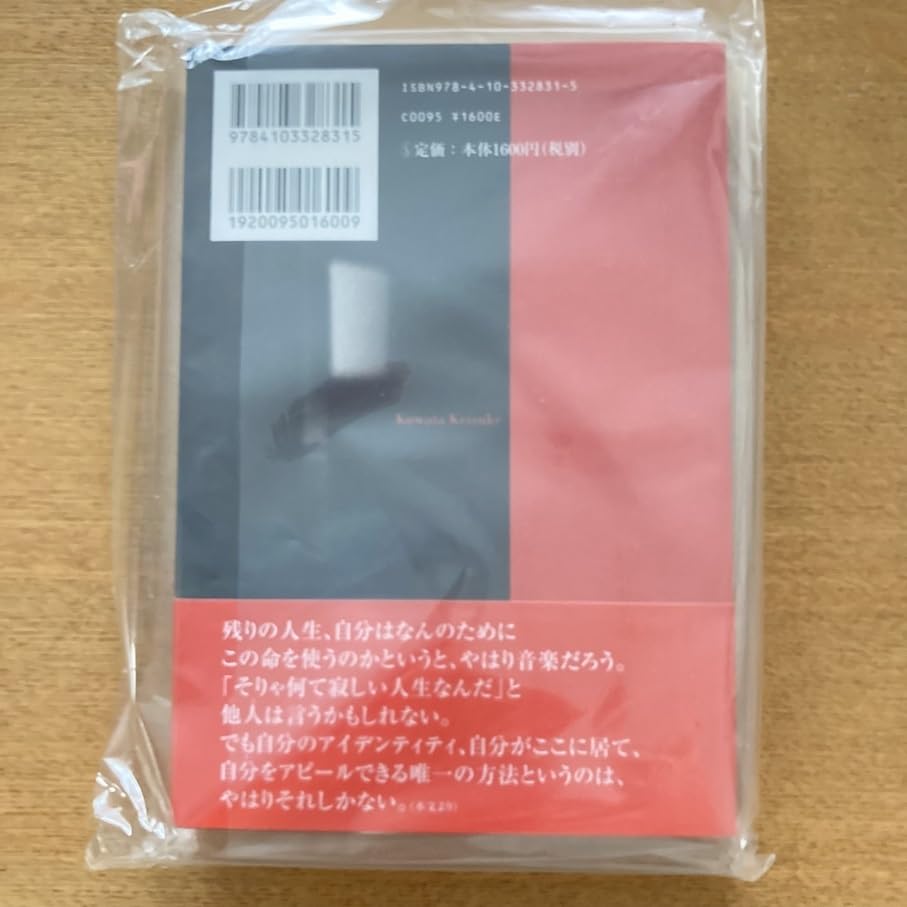 ISBN978-4-10-332831-5
C0095 ¥1600E
定価：本体1600円(税別)
9784103328315
1920095016009
Kuwata Keisuke
残りの人生、自分はなんのために
この命を使うのかというと、やはり音楽だろう。
「そりゃ何て寂しい人生なんだ」と
他人は言うかもしれない。
でも自分のアイデンティティ、自分がここに居て、
自分をアピールできる唯一の方法というのは、
やはりそれしかない。(本文より)